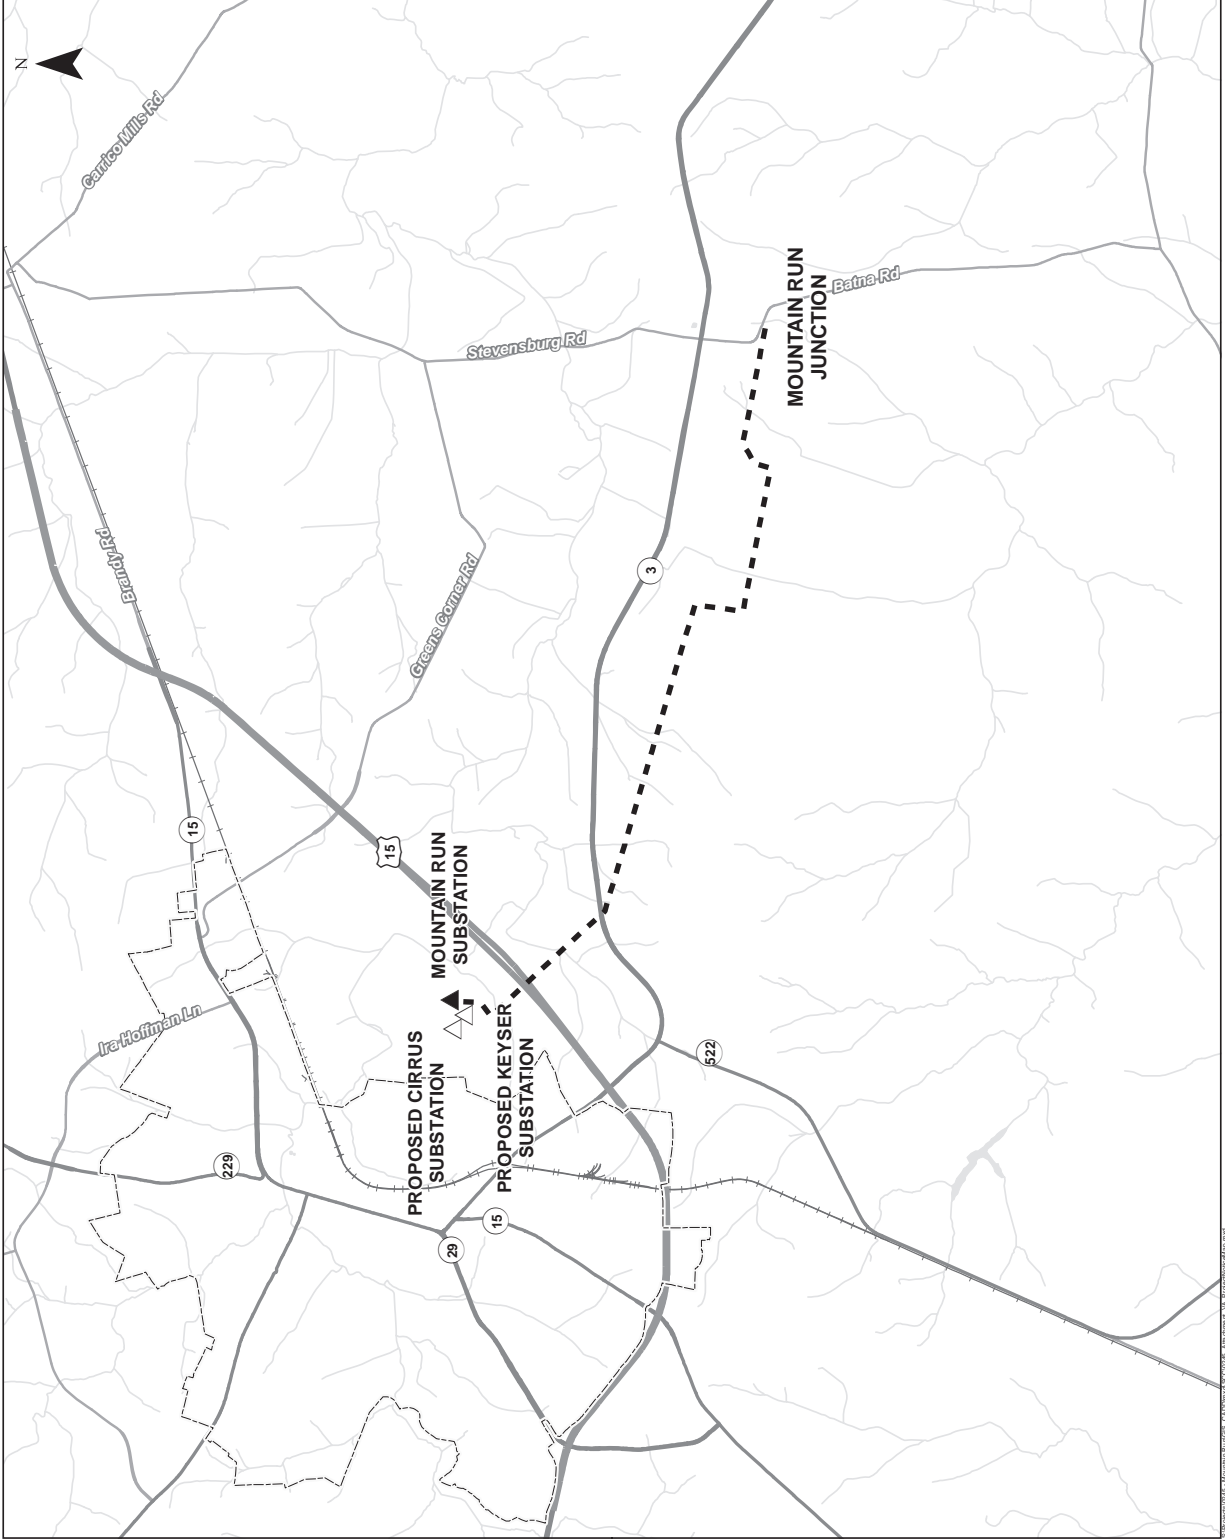 N
Carrico Mills Rd
Brandy Rd
Stevensburg Rd
Batna Rd
MOUNTAIN RUN
JUNCTION
Greens Corner Rd
3
15
15
MOUNTAIN RUN
SUBSTATION
Ira Hoffman Ln
PROPOSED CIRRUS
SUBSTATION
PROPOSED KEYSER
SUBSTATION
522
229
15
29